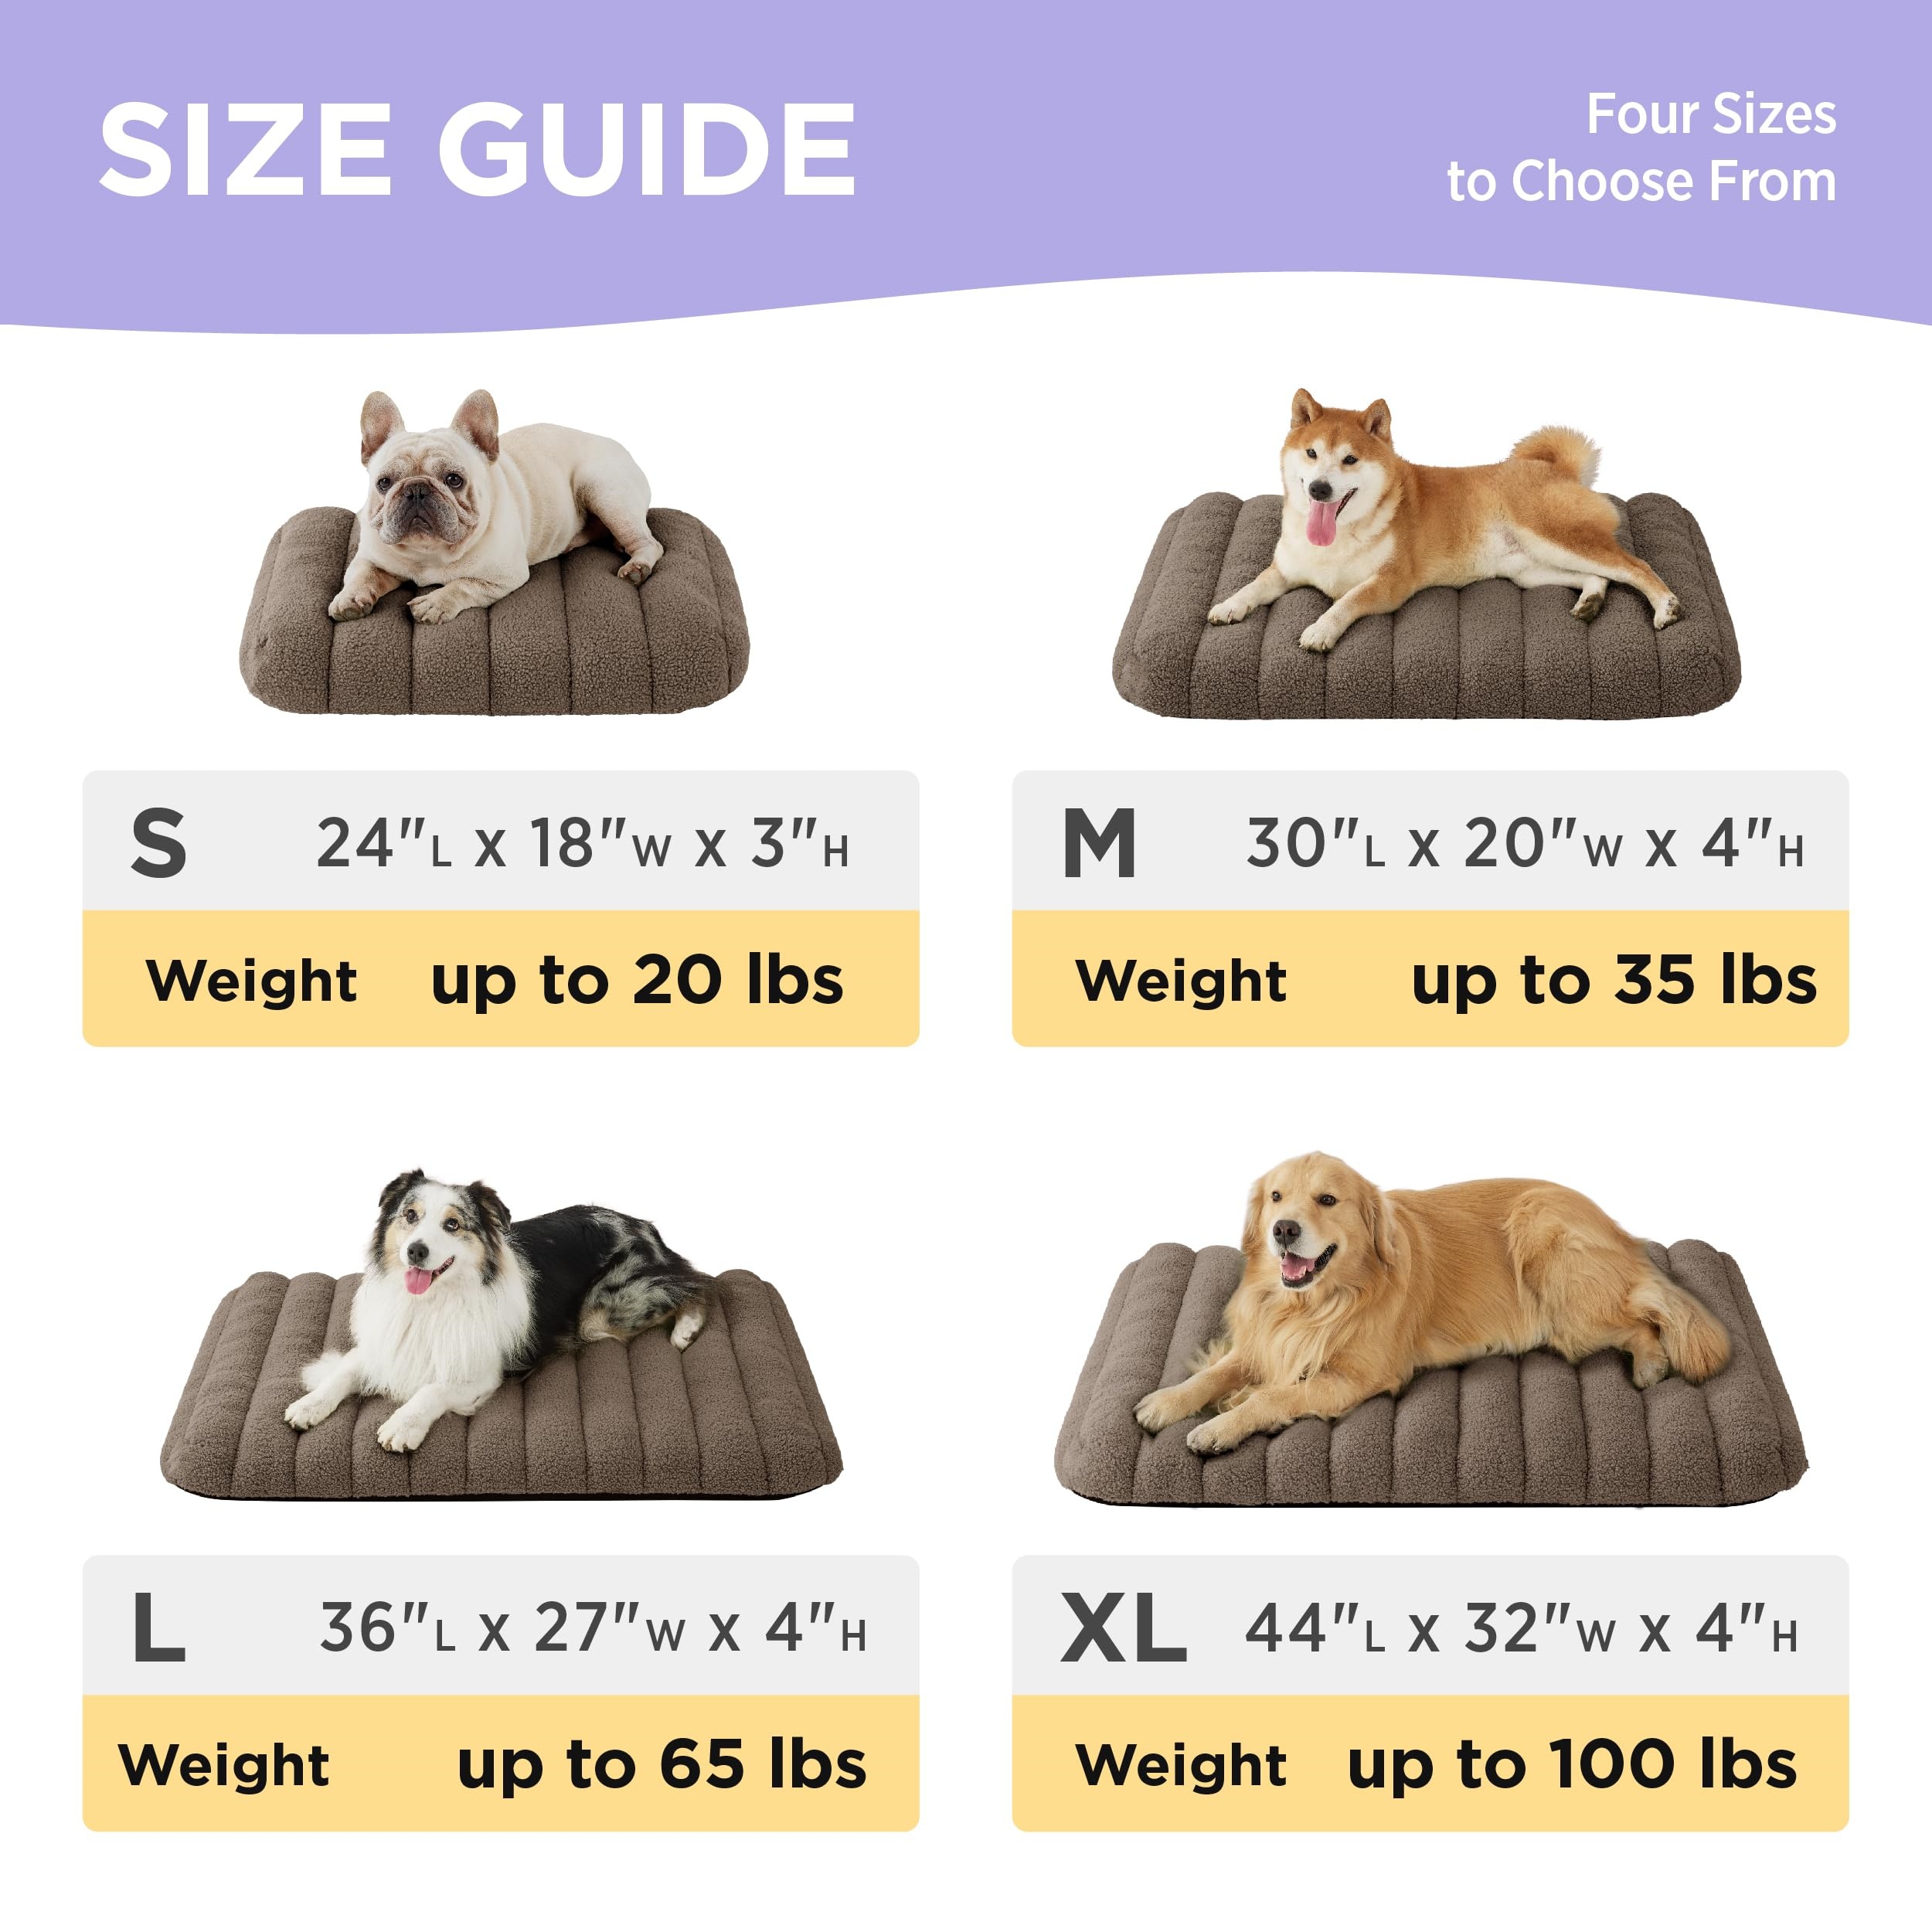 SIZE GUIDE
Four Sizes
to Choose From
S 24"L x 18"W x 3"H
Weight up to 20 lbs
M 30"L x 20"W x 4"H
Weight up to 35 lbs
L 36"L x 27"W x 4"H
Weight up to 65 lbs
XL 44"L x 32"W x 4"H
Weight up to 100 lbs